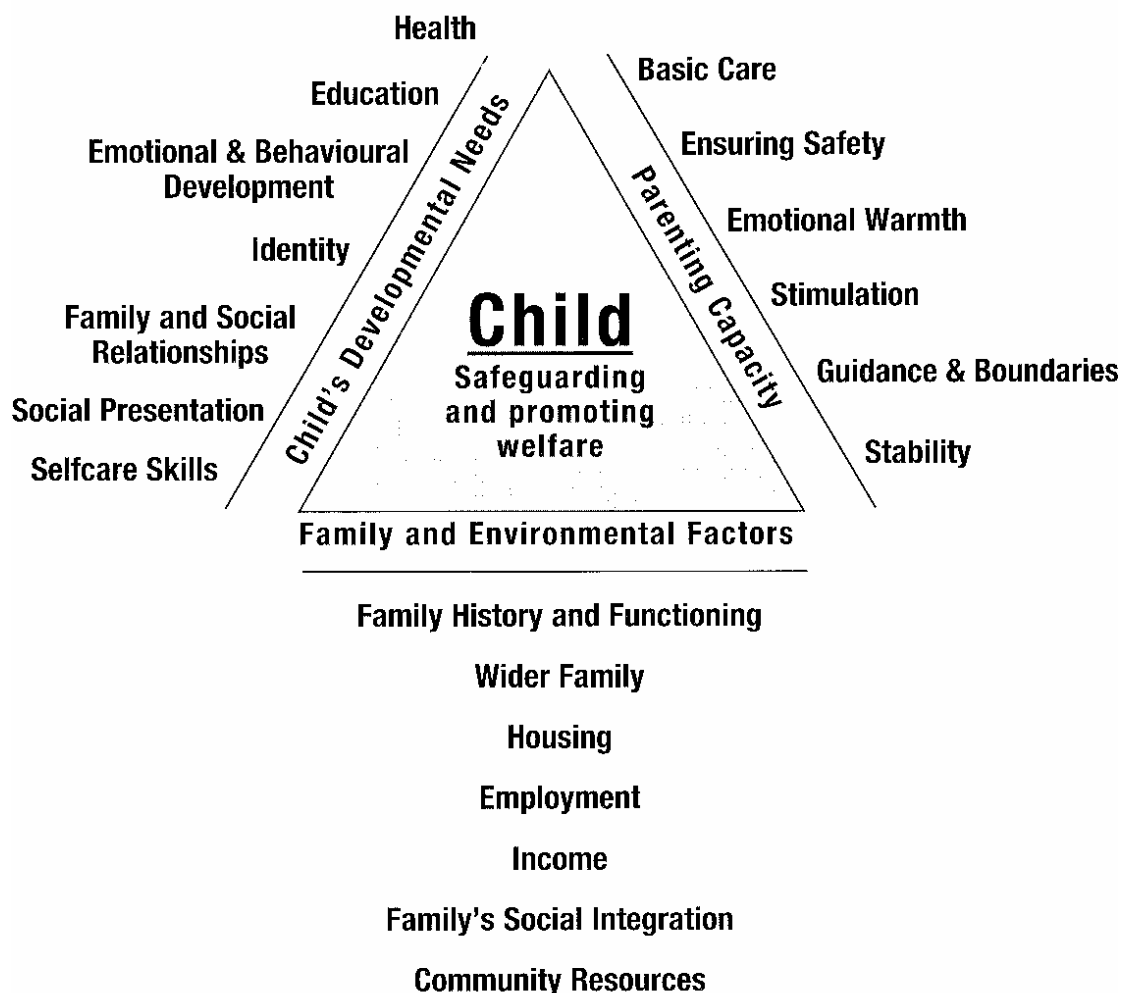 Health
Education
Emotional & Behavioural
Development
Identity
Family and Social
Relationships
Social Presentation
Selfcare Skills
Child's Developmental Needs
Basic Care
Ensuring Safety
Emotional Warmth
Stimulation
Guidance & Boundaries
Stability
Parenting Capacity
Child
Safeguarding
and promoting
welfare
Family and Environmental Factors
Family History and Functioning
Wider Family
Housing
Employment
Income
Family's Social Integration
Community Resources